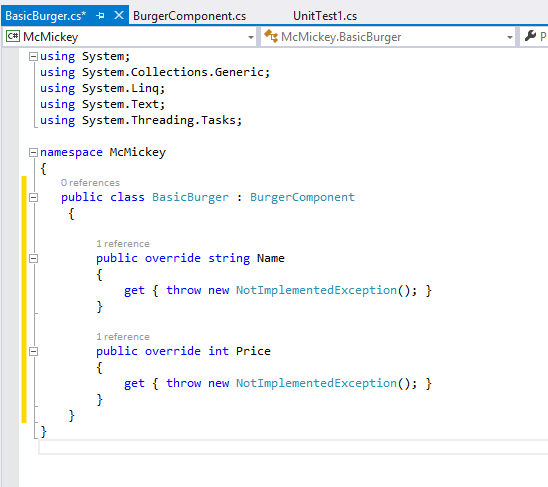 BasicBurger.cs* BurgerComponent.cs UnitTest1.cs
C# McMickey McMickey.BasicBurger P
using System;
using System.Collections.Generic;
using System.Linq;
using System.Text;
using System.Threading.Tasks;
namespace McMickey
{
0 references
public class BasicBurger : BurgerComponent
{
1 reference
public override string Name
{
get { throw new NotImplementedException(); }
}
1 reference
public override int Price
{
get { throw new NotImplementedException(); }
}
}
}